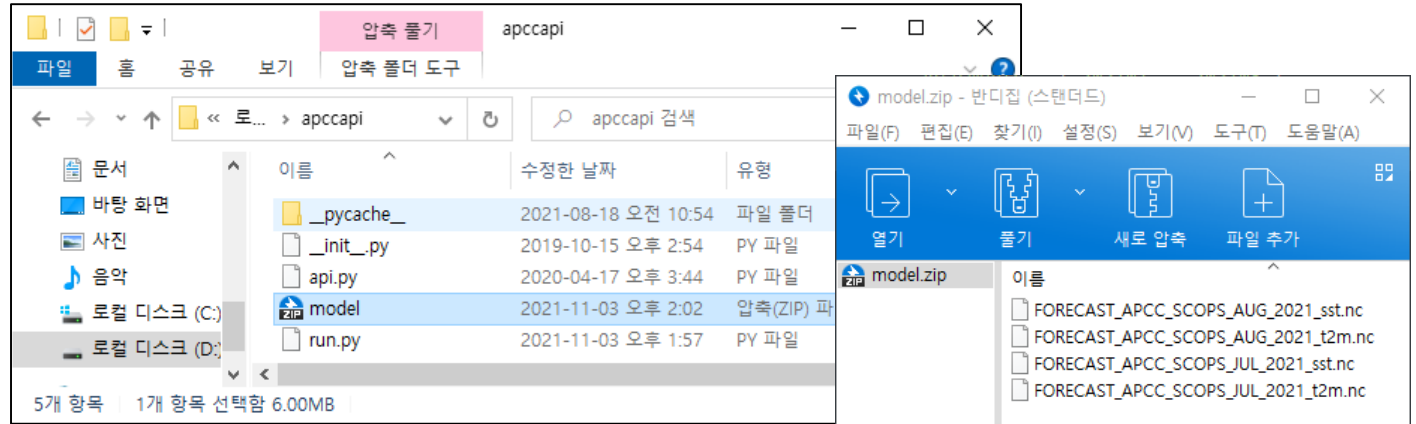 압축 풀기 apccapi
파일 홈 공유 보기 압축 폴더 도구
« 로... › apccapi apccapi 검색
문서
바탕 화면
사진
음악
로컬 디스크 (C:)
로컬 디스크 (D:)
이름 수정한 날짜 유형
__pycache__ 2021-08-18 오전 10:54 파일 폴더
__init__.py 2019-10-15 오후 2:54 PY 파일
api.py 2020-04-17 오후 3:44 PY 파일
ZIP model 2021-11-03 오후 2:02 압축(ZIP) 파
run.py 2021-11-03 오후 1:57 PY 파일
5개 항목 1개 항목 선택함 6.00MB
model.zip - 반디집 (스탠더드)
파일(F) 편집(E) 찾기(I) 설정(S) 보기(V) 도구(T) 도움말(A)
열기 풀기 새로 압축 파일 추가
ZIP model.zip
이름
FORECAST_APCC_SCOPS_AUG_2021_sst.nc
FORECAST_APCC_SCOPS_AUG_2021_t2m.nc
FORECAST_APCC_SCOPS_JUL_2021_sst.nc
FORECAST_APCC_SCOPS_JUL_2021_t2m.nc